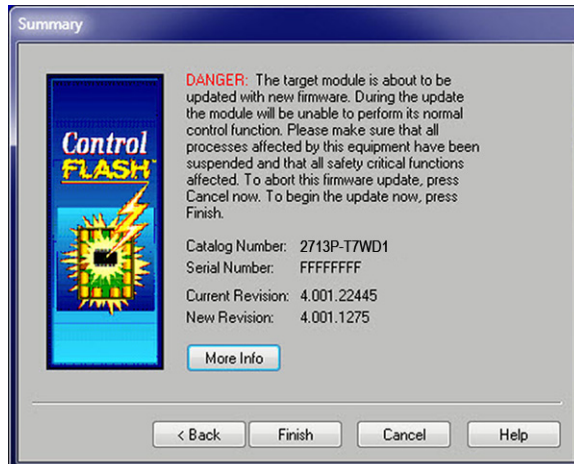 Summary
Control
FLASH
DANGER: The target module is about to be
updated with new firmware. During the update
the module will be unable to perform its normal
control function. Please make sure that all
processes affected by this equipment have been
suspended and that all safety critical functions
affected. To abort this firmware update, press
Cancel now. To begin the update now, press
Finish.
Catalog Number: 2713P-T7WD1
Serial Number: FFFFFFFF
Current Revision: 4.001.22445
New Revision: 4.001.1275
More Info
< Back Finish Cancel Help